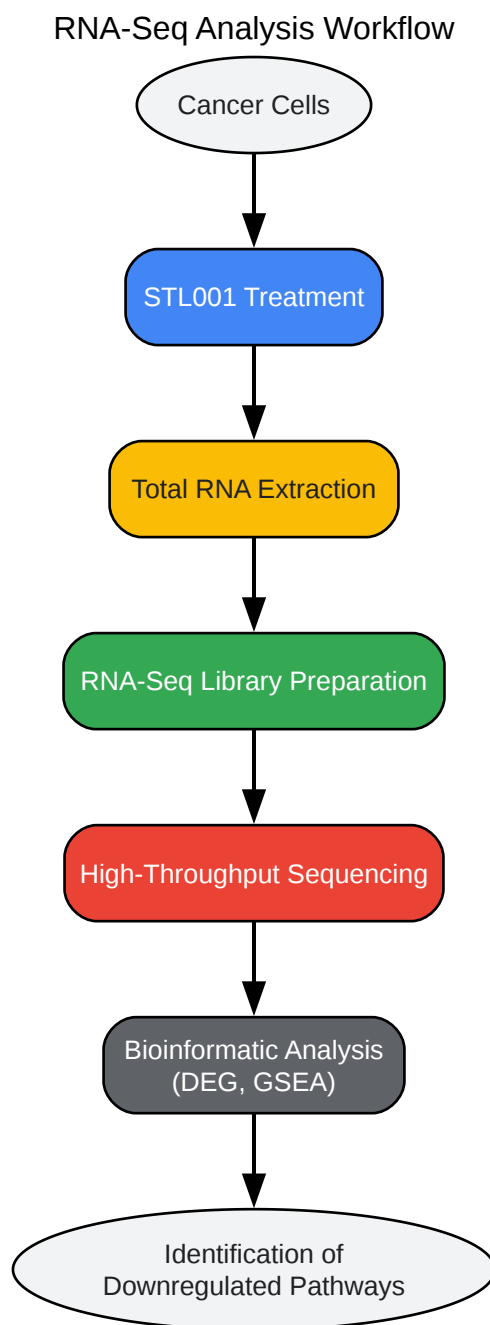 RNA-Seq Analysis Workflow
Cancer Cells
STL001 Treatment
Total RNA Extraction
RNA-Seq Library Preparation
High-Throughput Sequencing
Bioinformatic Analysis
(DEG, GSEA)
Identification of
Downregulated Pathways